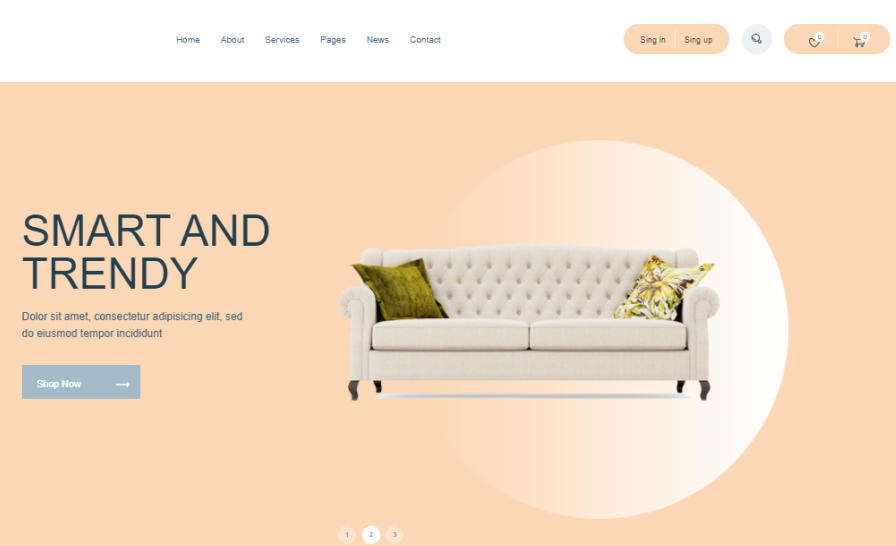 Home About Services Pages News Contact
Sing in Sing up
0 0
SMART AND
TRENDY
Dolor sit amet, consectetur adipisicing elit, sed
do eiusmod tempor incididunt
Shop Now
1 2 3